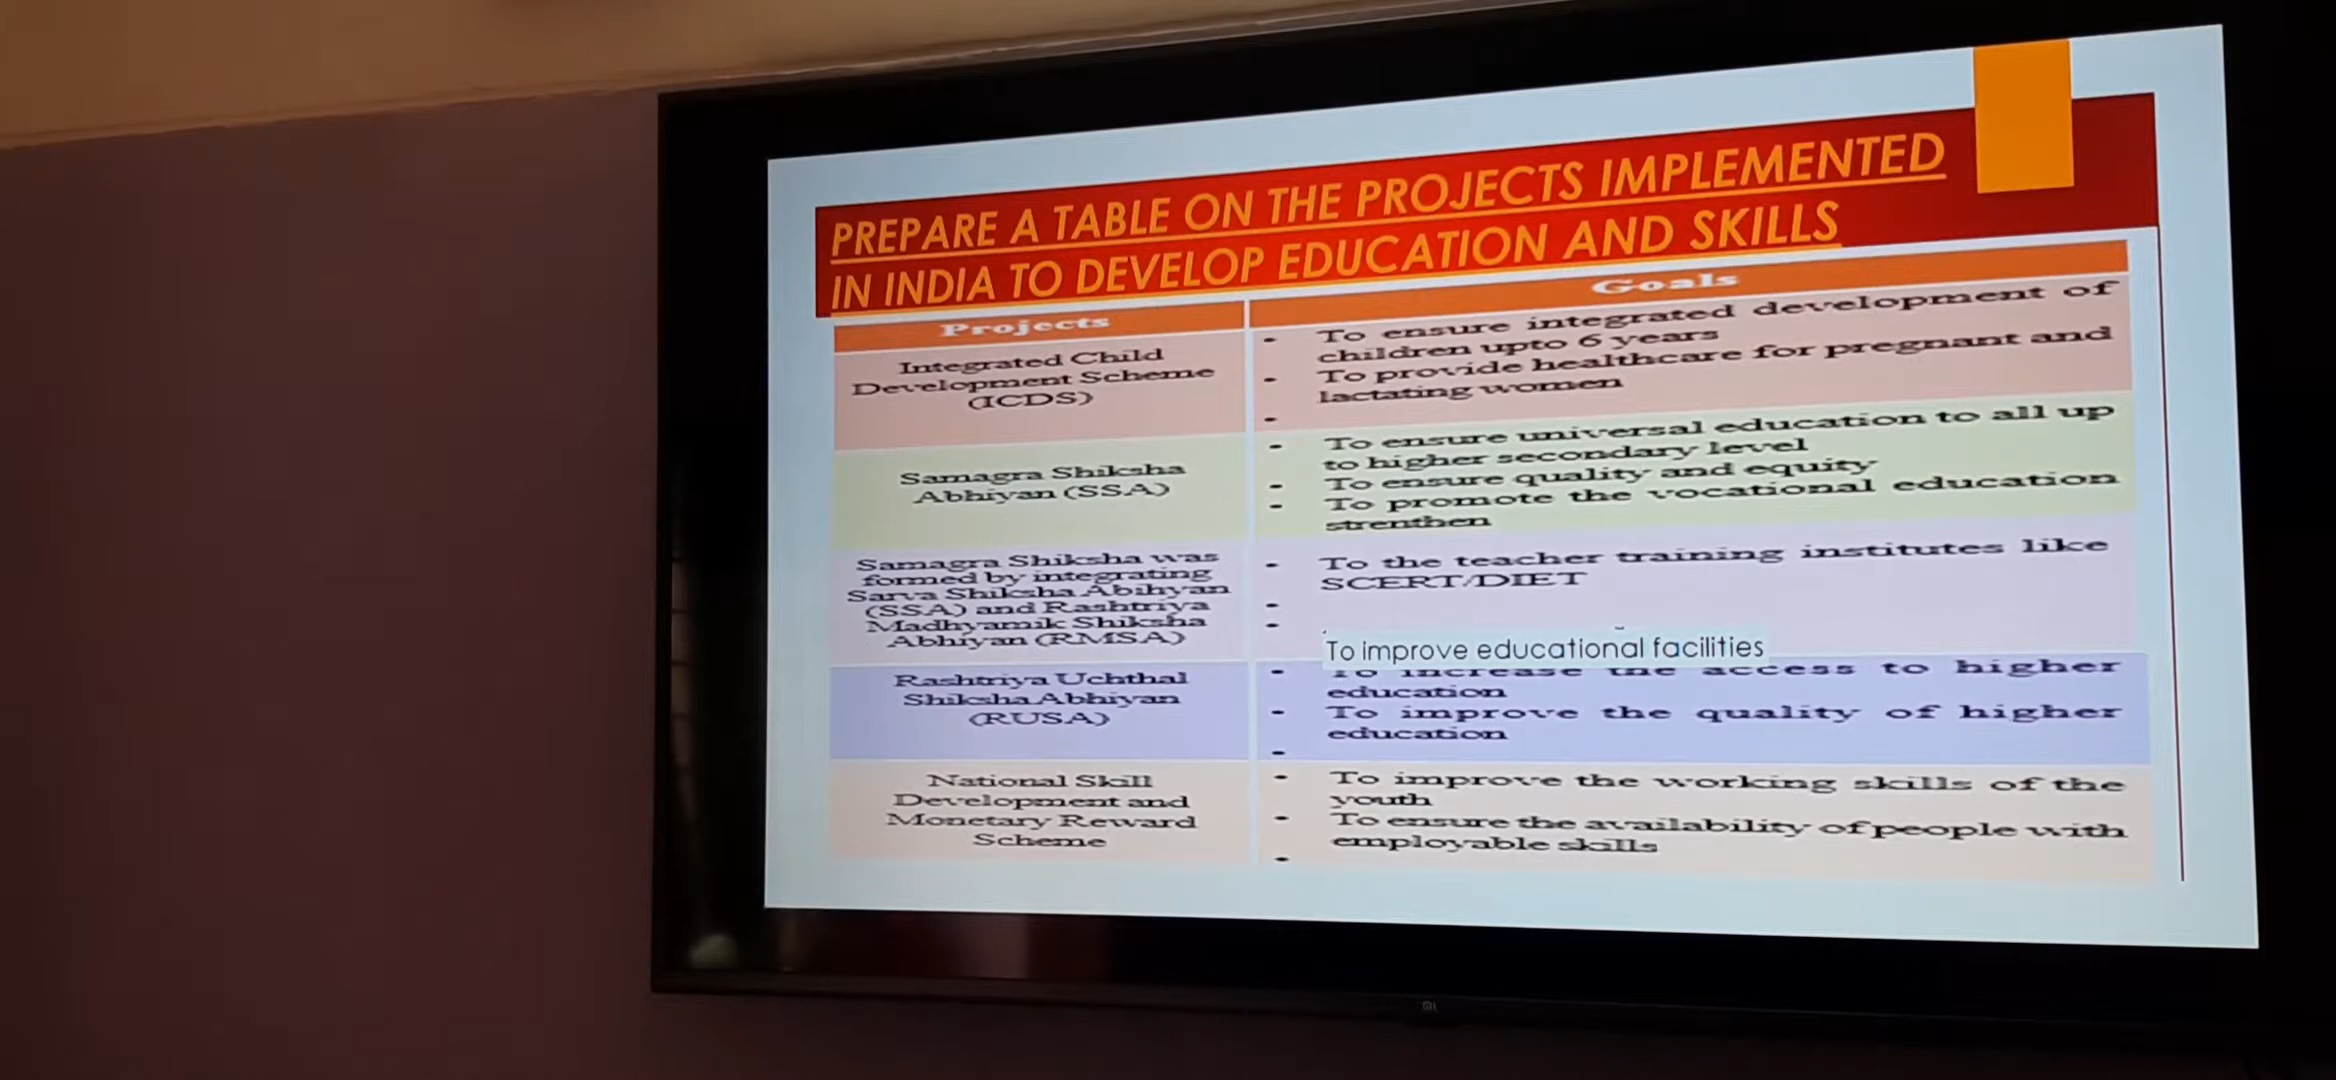 PREPARE A TABLE ON THE PROJECTS IMPLEMENTED
IN INDIA TO DEVELOP EDUCATION AND SKILLS
Projects
Goals
Integrated Child
Development Scheme
(ICDS)
- To ensure integrated development of
children upto 6 years
- To provide healthcare for pregnant and
lactating women
-
Samagra Shiksha
Abhiyan (SSA)
- To ensure universal education to all up
to higher secondary level
- To ensure quality and equity
- To promote the vocational education
strenthen
Samagra Shiksha was
formed by integrating
Sarva Shiksha Abihyan
(SSA) and Rashtriya
Madhyamik Shiksha
Abhiyan (RMSA)
- To the teacher training institutes like
SCERT/DIET
-
-
To improve educational facilities
Rashtriya Uchthal
Shiksha Abhiyan
(RUSA)
- To increase the access to higher
education
- To improve the quality of higher
education
-
National Skill
Development and
Monetary Reward
Scheme
- To improve the working skills of the
youth
- To ensure the availability of people with
employable skills
-
mi